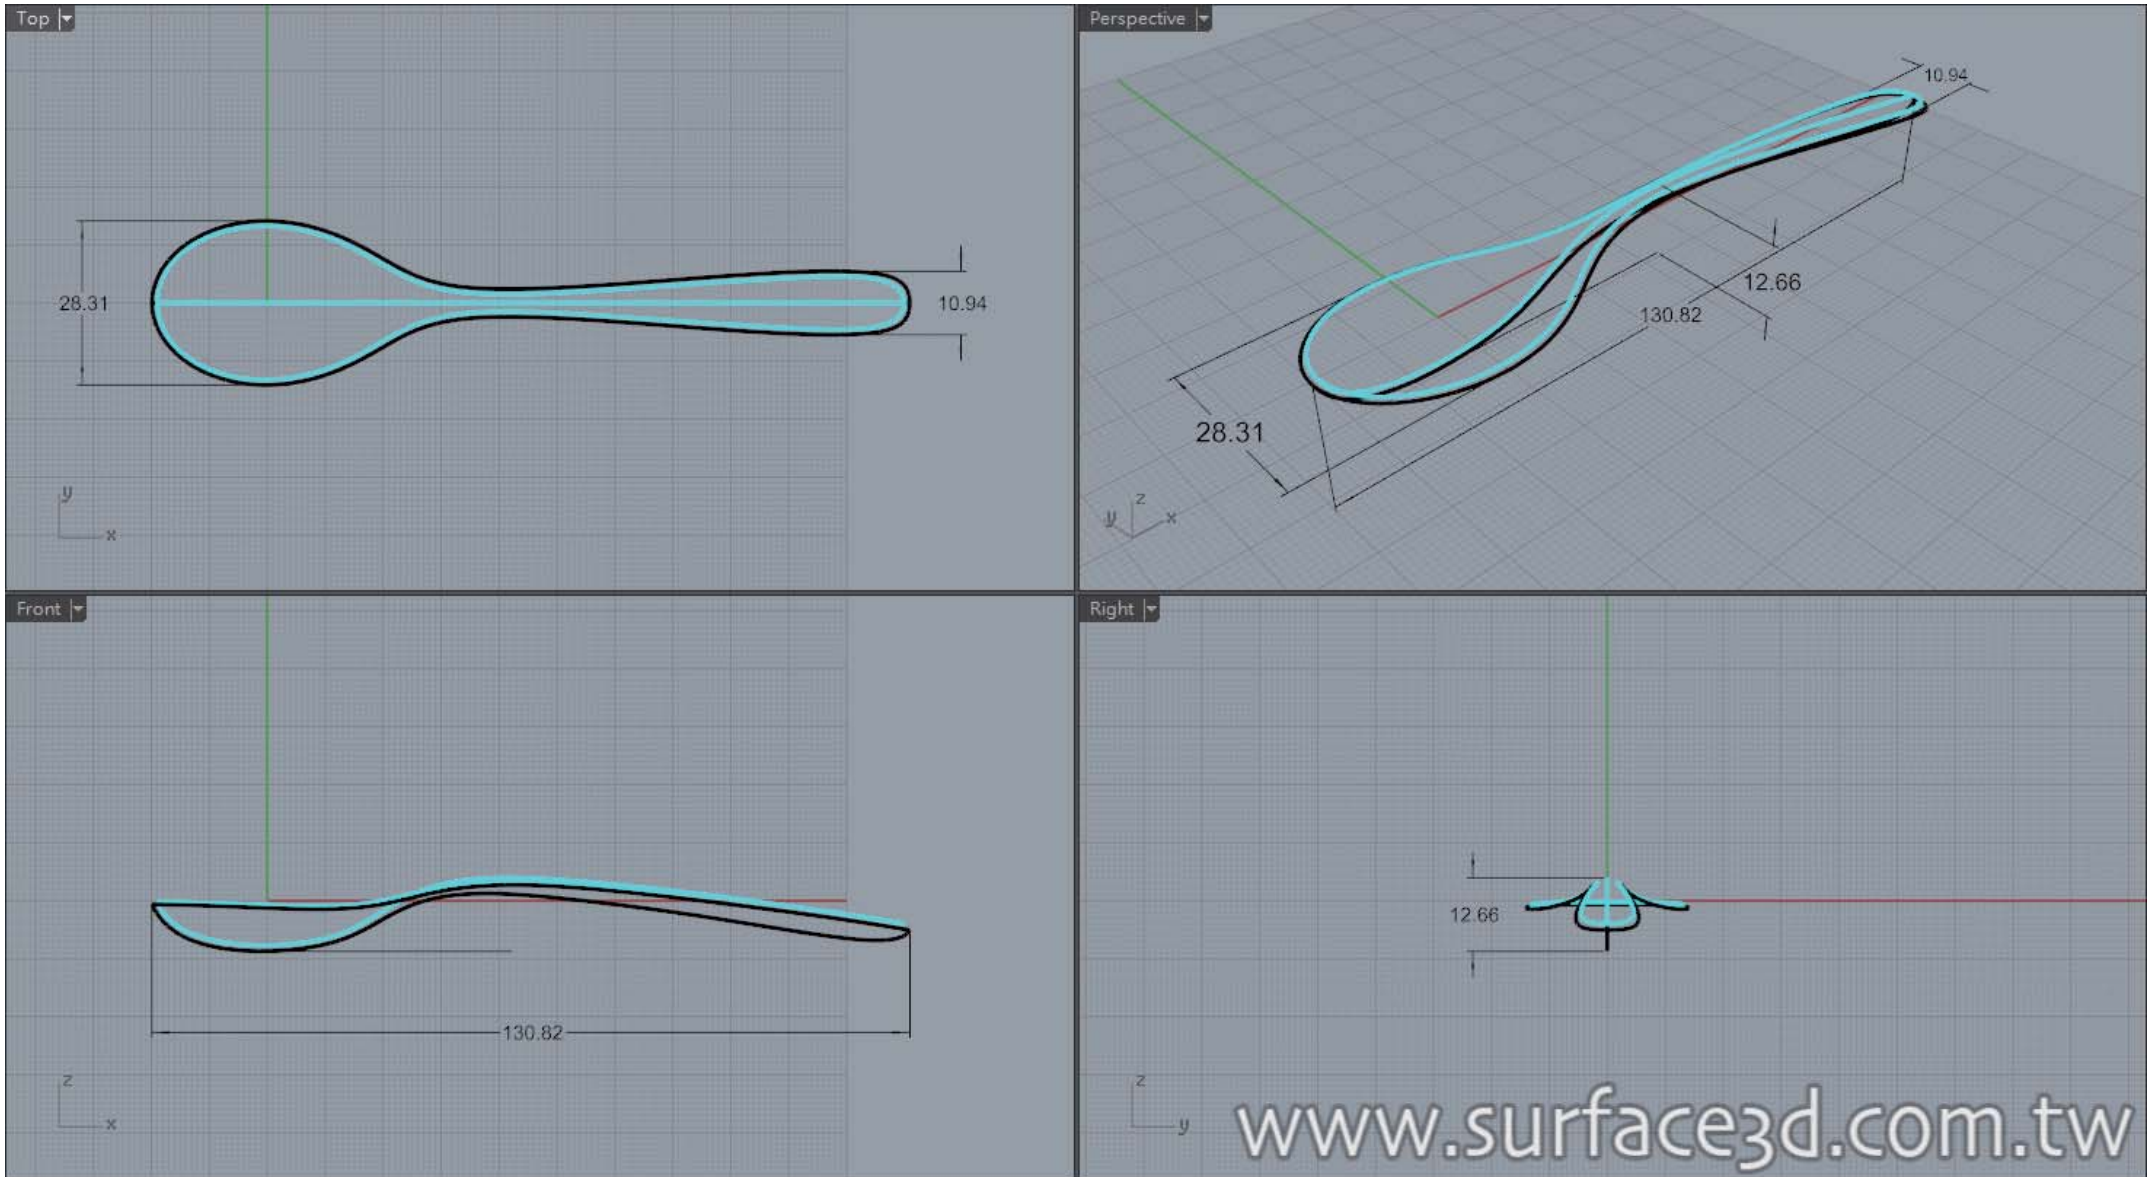 Top
28.31
10.94
y
x
Perspective
10.94
12.66
130.82
28.31
z
y
x
Front
130.82
z
x
Right
12.66
z
y
www.surface3d.com.tw